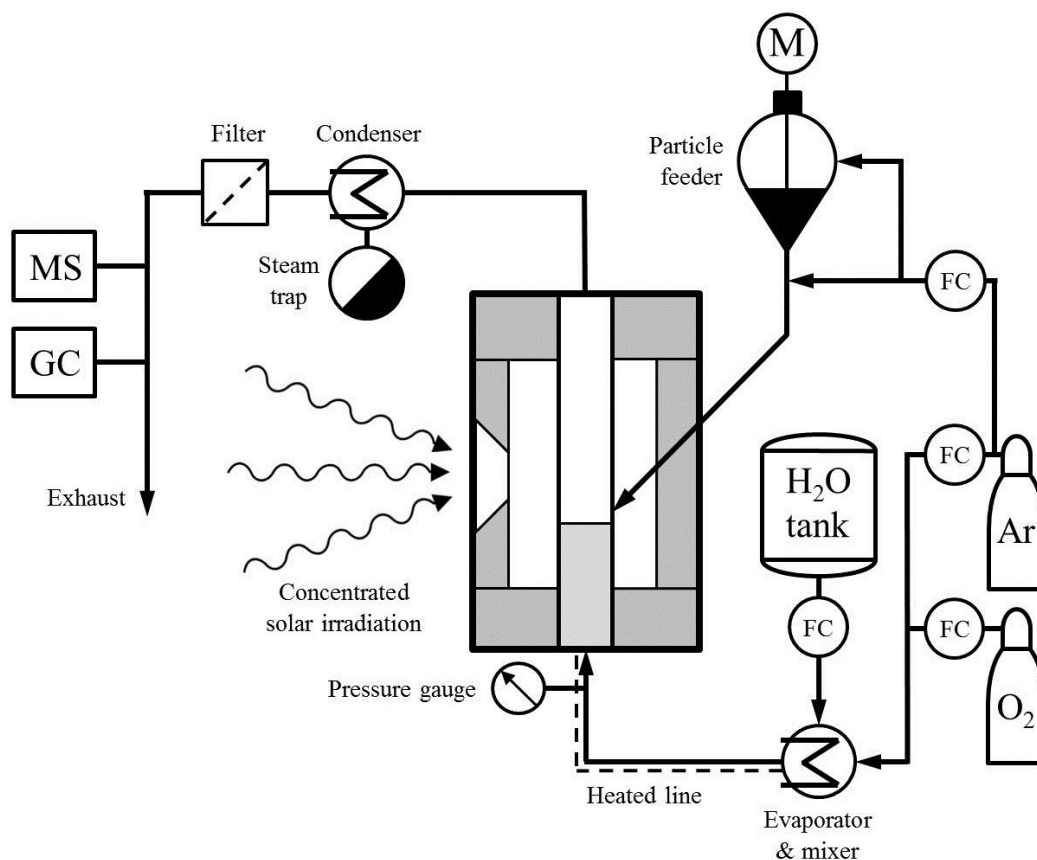 M
Filter
Condenser
Particle
feeder
MS
Steam
trap
FC
GC
H₂O
tank
FC
Ar
Exhaust
Concentrated
solar irradiation
FC
FC
O₂
Pressure gauge
Heated line
Evaporator
& mixer